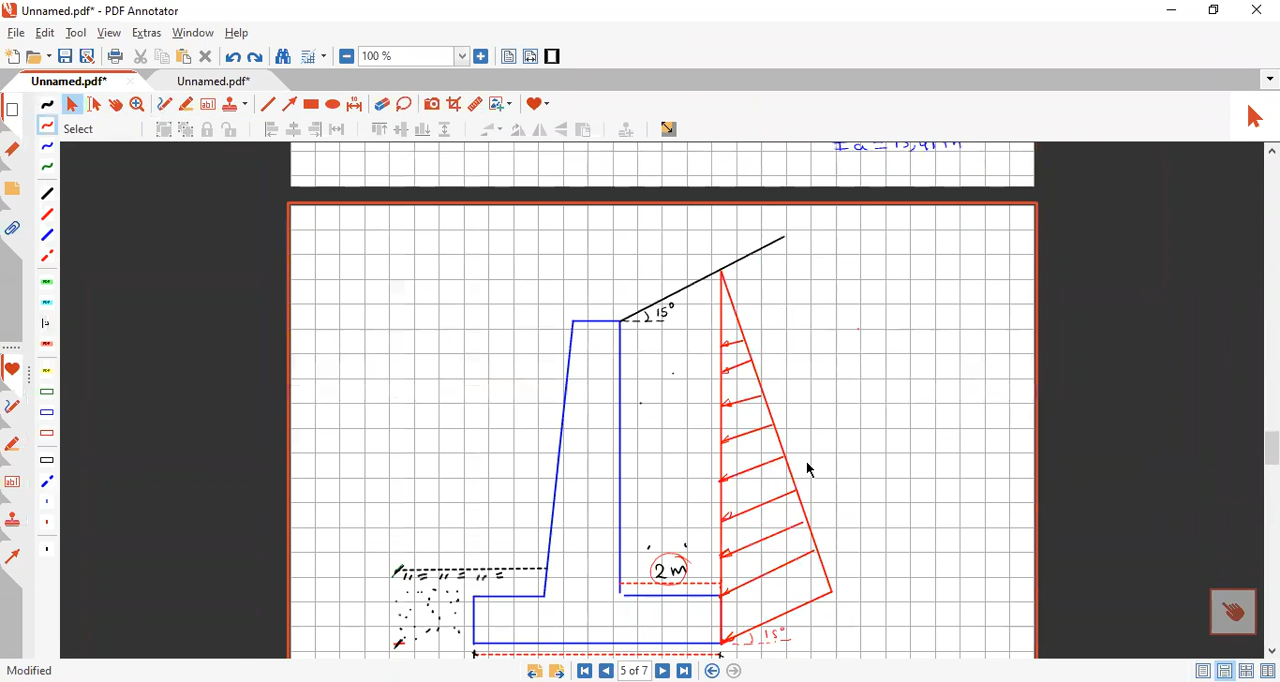 Unnamed.pdf* - PDF Annotator
File Edit Tool View Extras Window Help
100 %
Unnamed.pdf* Unnamed.pdf*
Select
15°
2 m
15°
5 of 7
Modified